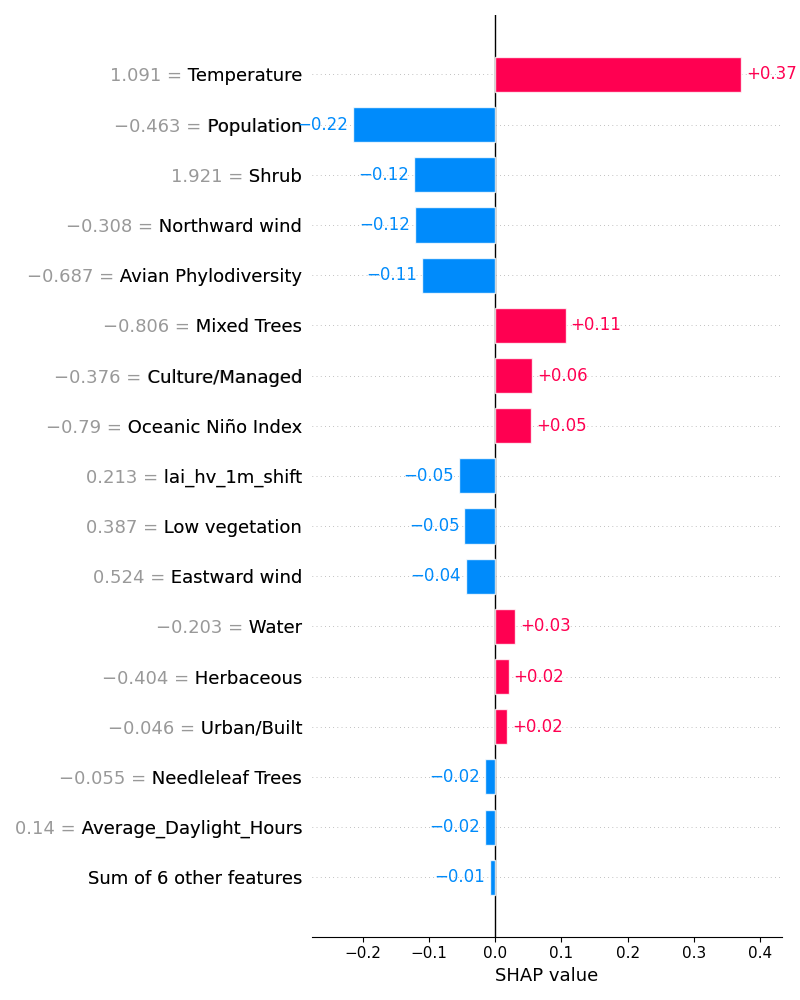 1.091 = Temperature +0.37
−0.463 = Population −0.22
1.921 = Shrub −0.12
−0.308 = Northward wind −0.12
−0.687 = Avian Phylodiversity −0.11
−0.806 = Mixed Trees +0.11
−0.376 = Culture/Managed +0.06
−0.79 = Oceanic Niño Index +0.05
0.213 = lai_hv_1m_shift −0.05
0.387 = Low vegetation −0.05
0.524 = Eastward wind −0.04
−0.203 = Water +0.03
−0.404 = Herbaceous +0.02
−0.046 = Urban/Built +0.02
−0.055 = Needleleaf Trees −0.02
0.14 = Average_Daylight_Hours −0.02
Sum of 6 other features −0.01
−0.2 −0.1 0.0 0.1 0.2 0.3 0.4
SHAP value